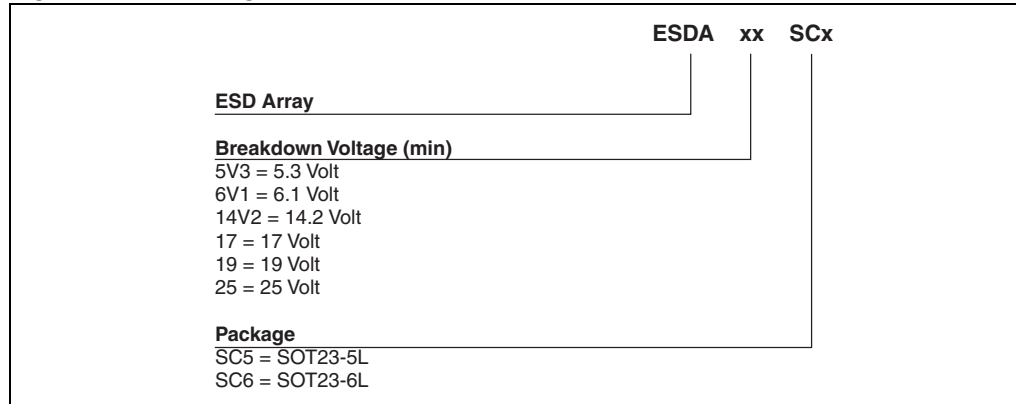 ESDA xx SCx
ESD Array
Breakdown Voltage (min)
5V3 = 5.3 Volt
6V1 = 6.1 Volt
14V2 = 14.2 Volt
17 = 17 Volt
19 = 19 Volt
25 = 25 Volt
Package
SC5 = SOT23-5L
SC6 = SOT23-6L